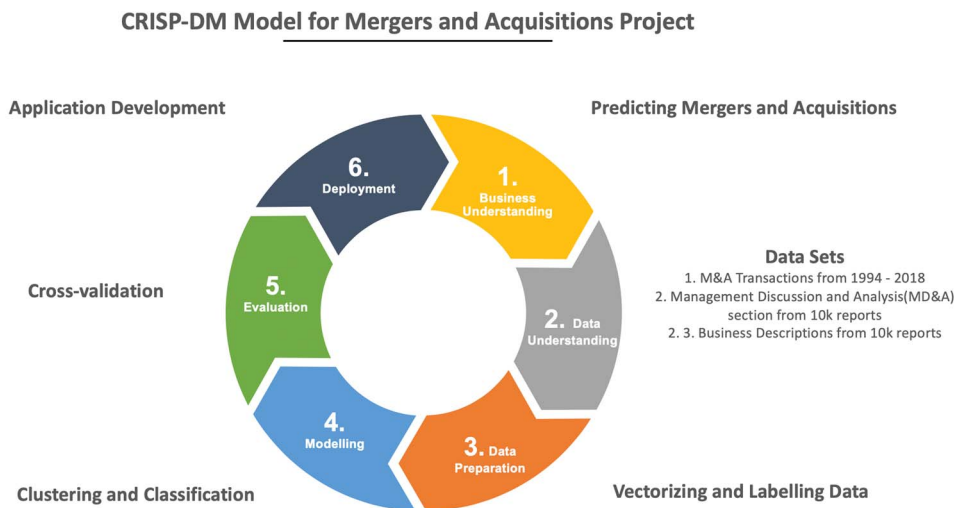 CRISP-DM Model for Mergers and Acquisitions Project
Application Development
Predicting Mergers and Acquisitions
6.
Deployment
1.
Business
Understanding
Data Sets
1. M&A Transactions from 1994 - 2018
2. Management Discussion and Analysis(MD&A)
section from 10k reports
2. 3. Business Descriptions from 10k reports
Cross-validation
5.
Evaluation
2. Data
Understanding
4.
Modelling
3. Data
Preparation
Clustering and Classification
Vectorizing and Labelling Data